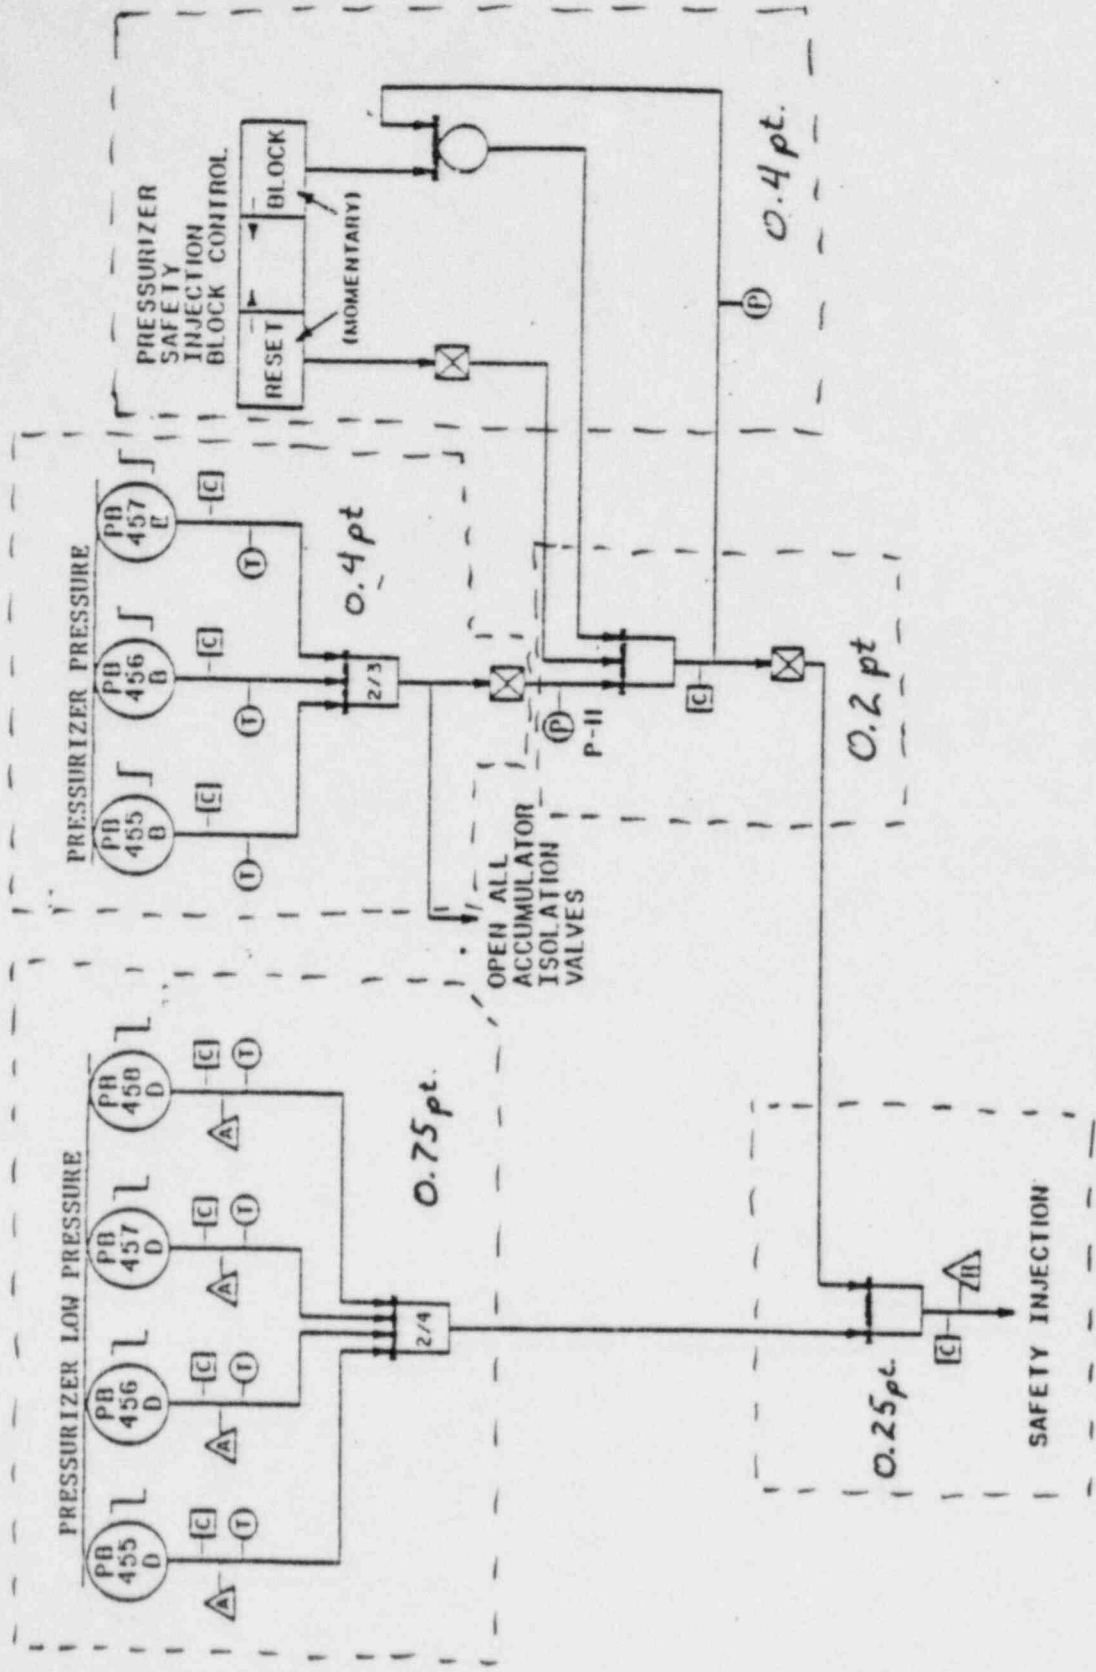 PRESSURIZER LOW PRESSURE
PB
455
D
PB
456
D
PB
457
D
PB
458
D
C
T
A
C
T
A
C
T
A
C
T
A
2/4
0.75 pt.
PRESSURIZER PRESSURE
PB
455
B
PB
456
B
PB
457
E
C
T
C
T
C
T
2/3
0.4 pt
OPEN ALL
ACCUMULATOR
ISOLATION
VALVES
PRESSURIZER
SAFETY
INJECTION
BLOCK CONTROL
RESET
BLOCK
(MOMENTARY)
P
0.4 pt.
P
P-11
C
0.2 pt
0.25 pt.
C
H
SAFETY INJECTION